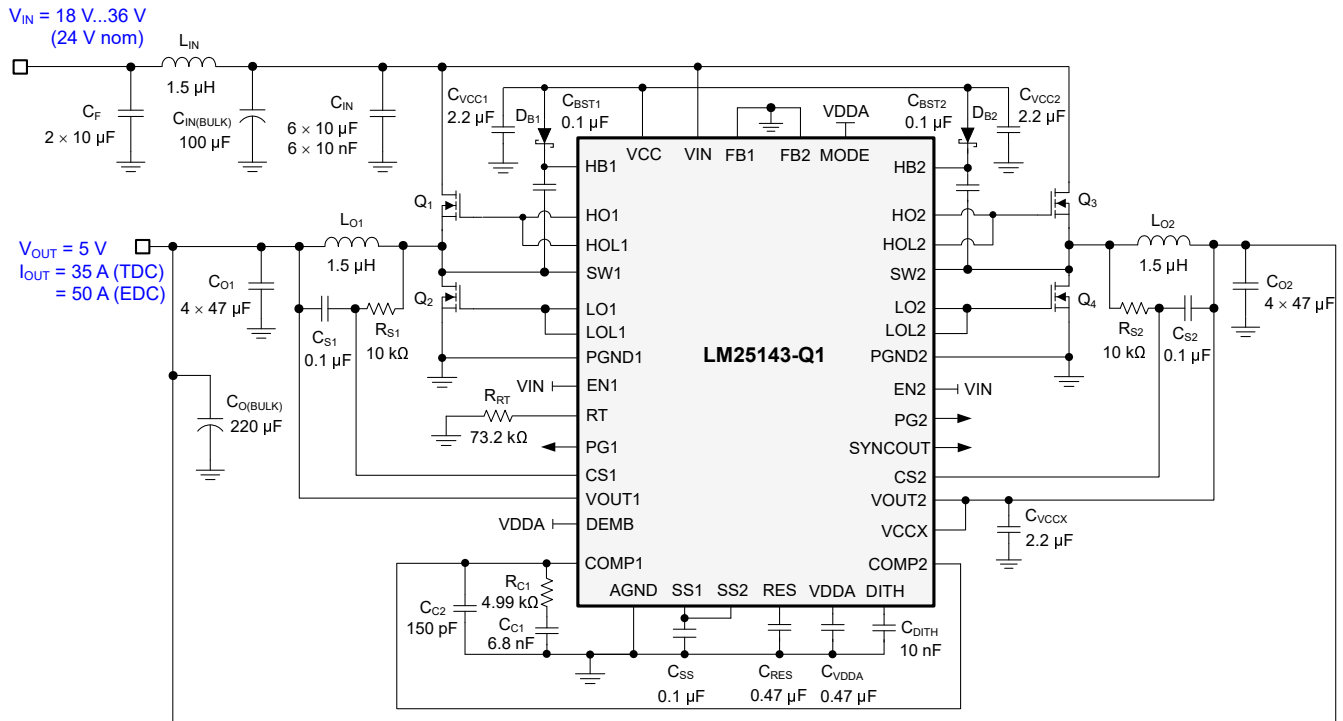 V_IN = 18 V...36 V
(24 V nom)
L_IN
1.5 µH
C_F
2 × 10 µF
C_IN(BULK)
100 µF
C_IN
6 × 10 µF
6 × 10 nF
C_VCC1
2.2 µF
D_B1
C_BST1
0.1 µF
VDDA
C_BST2
0.1 µF
D_B2
C_VCC2
2.2 µF
VCC
VIN
FB1
FB2
MODE
HB1
HB2
Q1
HO1
HO2
Q3
HOL1
HOL2
SW1
SW2
V_OUT = 5 V
I_OUT = 35 A (TDC)
= 50 A (EDC)
L_O1
1.5 µH
L_O2
1.5 µH
C_O1
4 × 47 µF
C_O2
4 × 47 µF
Q2
LO1
LO2
Q4
LOL1
LOL2
C_S1
0.1 µF
R_S1
10 kΩ
R_S2
10 kΩ
C_S2
0.1 µF
PGND1
LM25143-Q1
PGND2
VIN
EN1
EN2
VIN
C_O(BULK)
220 µF
R_RT
73.2 kΩ
RT
PG2
PG1
SYNCOUT
CS1
CS2
VOUT1
VOUT2
VDDA
DEMB
VCCX
C_VCCX
2.2 µF
COMP1
COMP2
AGND
SS1
SS2
RES
VDDA
DITH
R_C1
4.99 kΩ
C_C2
150 pF
C_C1
6.8 nF
C_DITH
10 nF
C_SS
0.1 µF
C_RES
0.47 µF
C_VDDA
0.47 µF